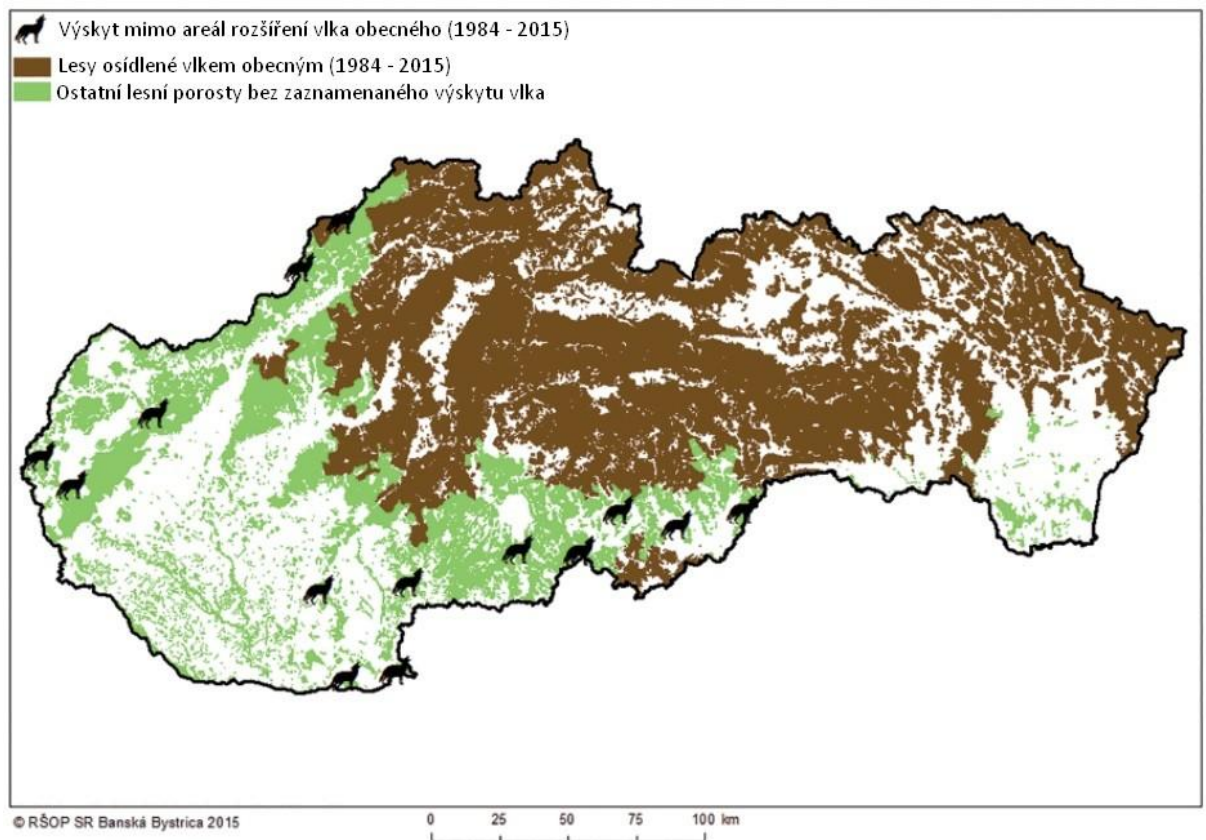 Výskyt mimo areál rozšíření vlka obecného (1984 - 2015)
Lesy osídlené vlkem obecným (1984 - 2015)
Ostatní lesní porosty bez zaznamenaného výskytu vlka
© RŠOP SR Banská Bystrica 2015
0 25 50 75 100 km